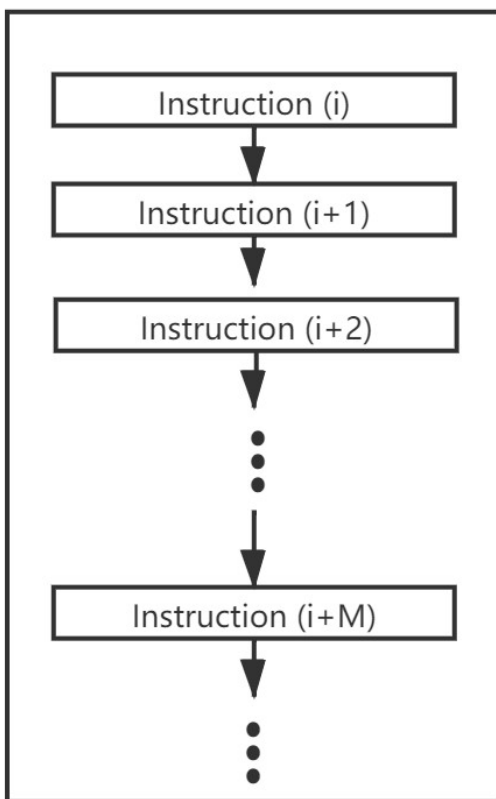 Instruction (i)
Instruction (i+1)
Instruction (i+2)
Instruction (i+M)